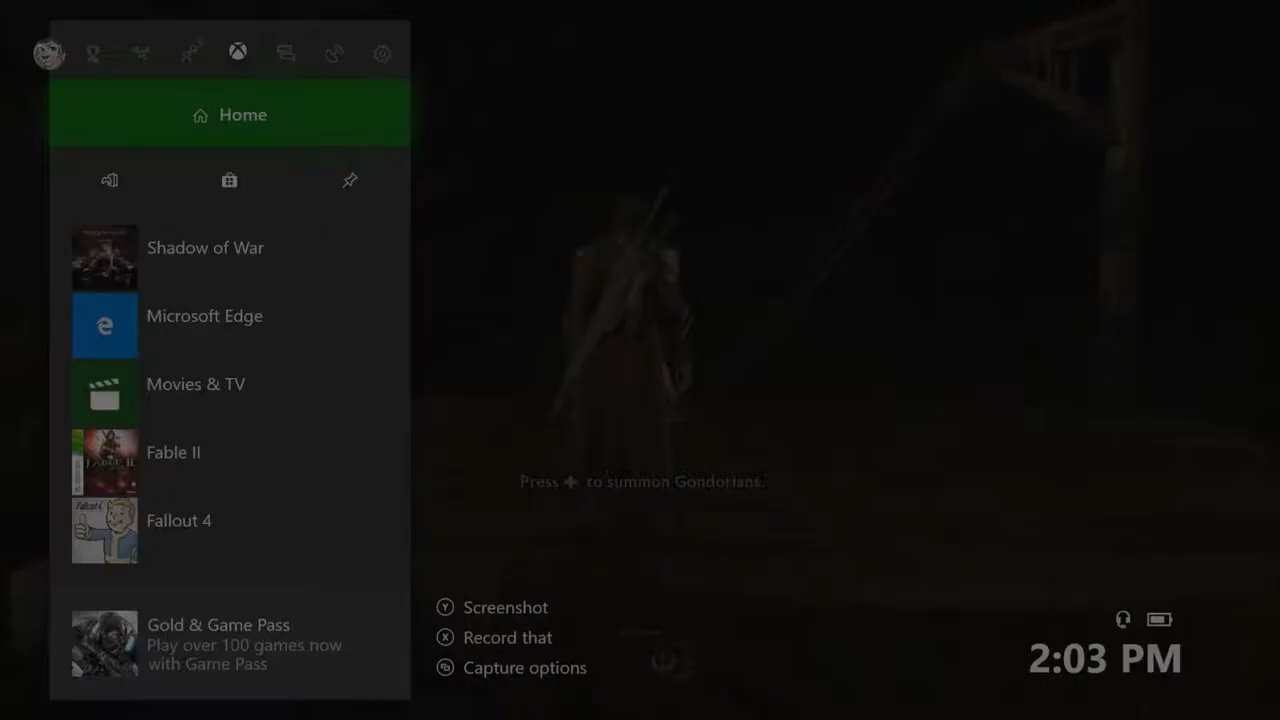 Home
Shadow of War
Microsoft Edge
Movies & TV
Fable II
Fallout 4
Gold & Game Pass
Play over 100 games now
with Game Pass
Press to summon Gondorians.
Y Screenshot
X Record that
Capture options
2:03 PM